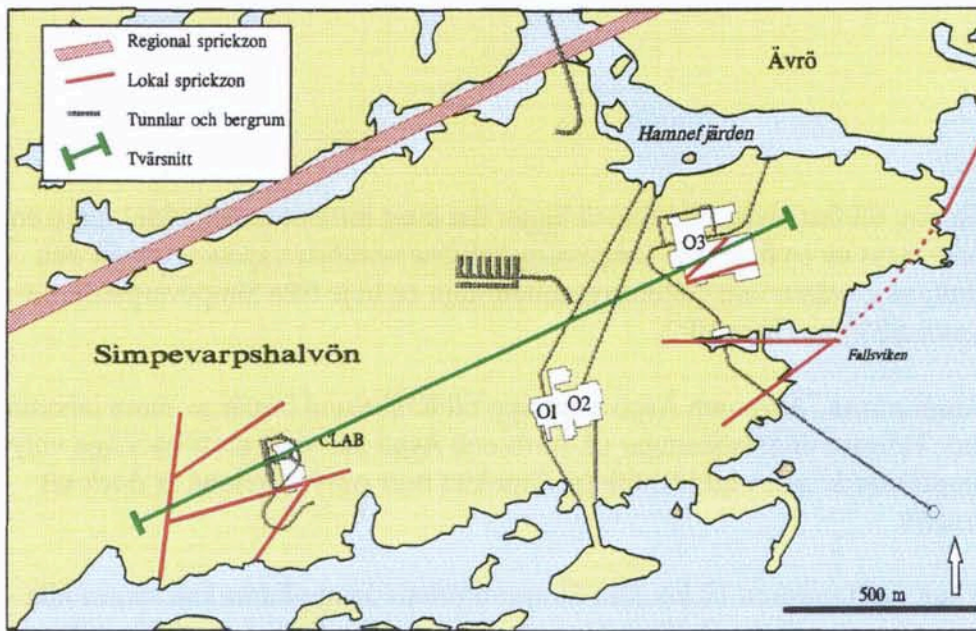 Regional sprickzon
Lokal sprickzon
Tunnlar och bergrum
Tvärsnitt
Ävrö
Hamnefjärden
O3
Simpevarpshalvön
Fallsviken
O1
O2
CLAB
500 m